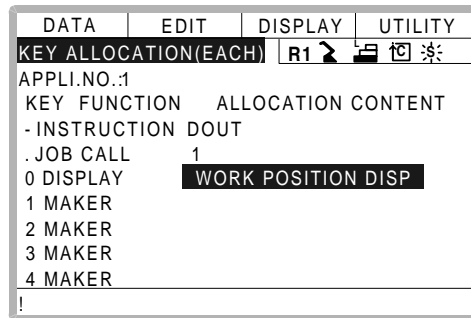 DATA EDIT DISPLAY UTILITY
KEY ALLOCATION(EACH) R1 C S
APPLI.NO.:1
KEY FUNCTION ALLOCATION CONTENT
- INSTRUCTION DOUT
. JOB CALL 1
0 DISPLAY WORK POSITION DISP
1 MAKER
2 MAKER
3 MAKER
4 MAKER
!